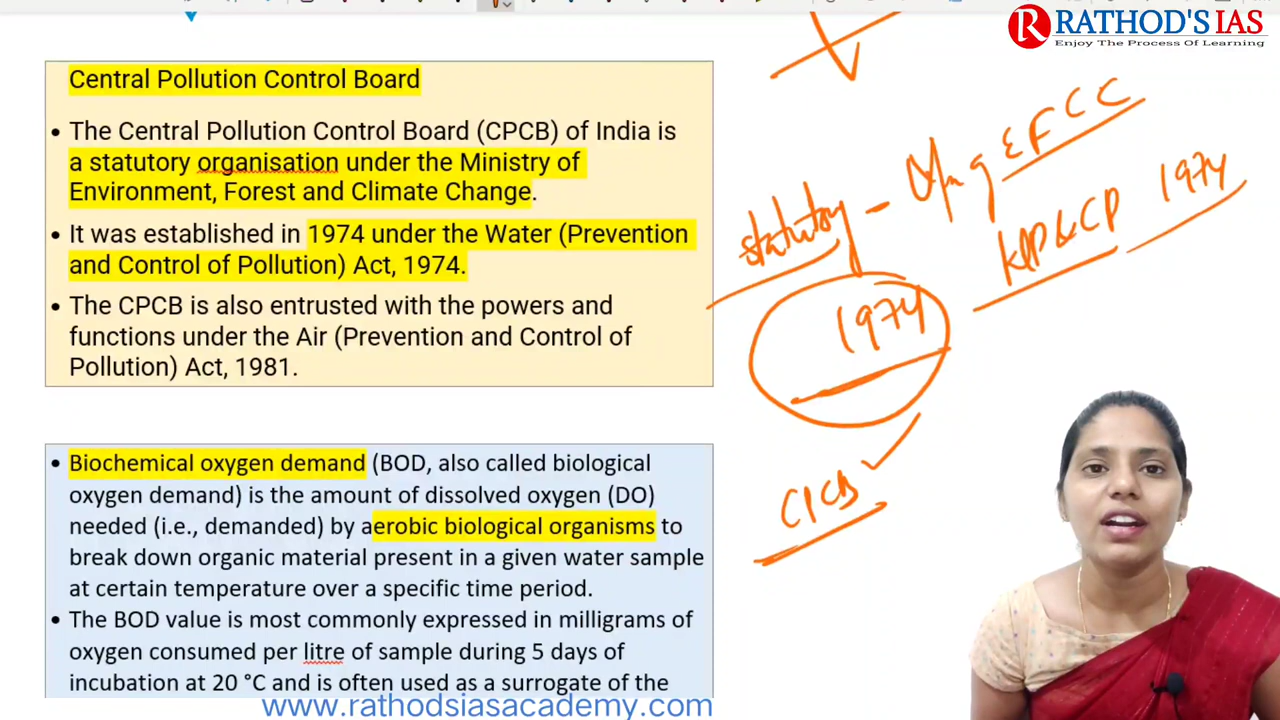 RATHOD'S IAS
Enjoy The Process Of Learning
Central Pollution Control Board
• The Central Pollution Control Board (CPCB) of India is
a statutory organisation under the Ministry of
Environment, Forest and Climate Change.
• It was established in 1974 under the Water (Prevention
and Control of Pollution) Act, 1974.
• The CPCB is also entrusted with the powers and
functions under the Air (Prevention and Control of
Pollution) Act, 1981.
• Biochemical oxygen demand (BOD, also called biological
oxygen demand) is the amount of dissolved oxygen (DO)
needed (i.e., demanded) by aerobic biological organisms to
break down organic material present in a given water sample
at certain temperature over a specific time period.
• The BOD value is most commonly expressed in milligrams of
oxygen consumed per litre of sample during 5 days of
incubation at 20 °C and is often used as a surrogate of the
www.rathodsiasacademy.com
statutory - EFCC
1974
1974
CPCB